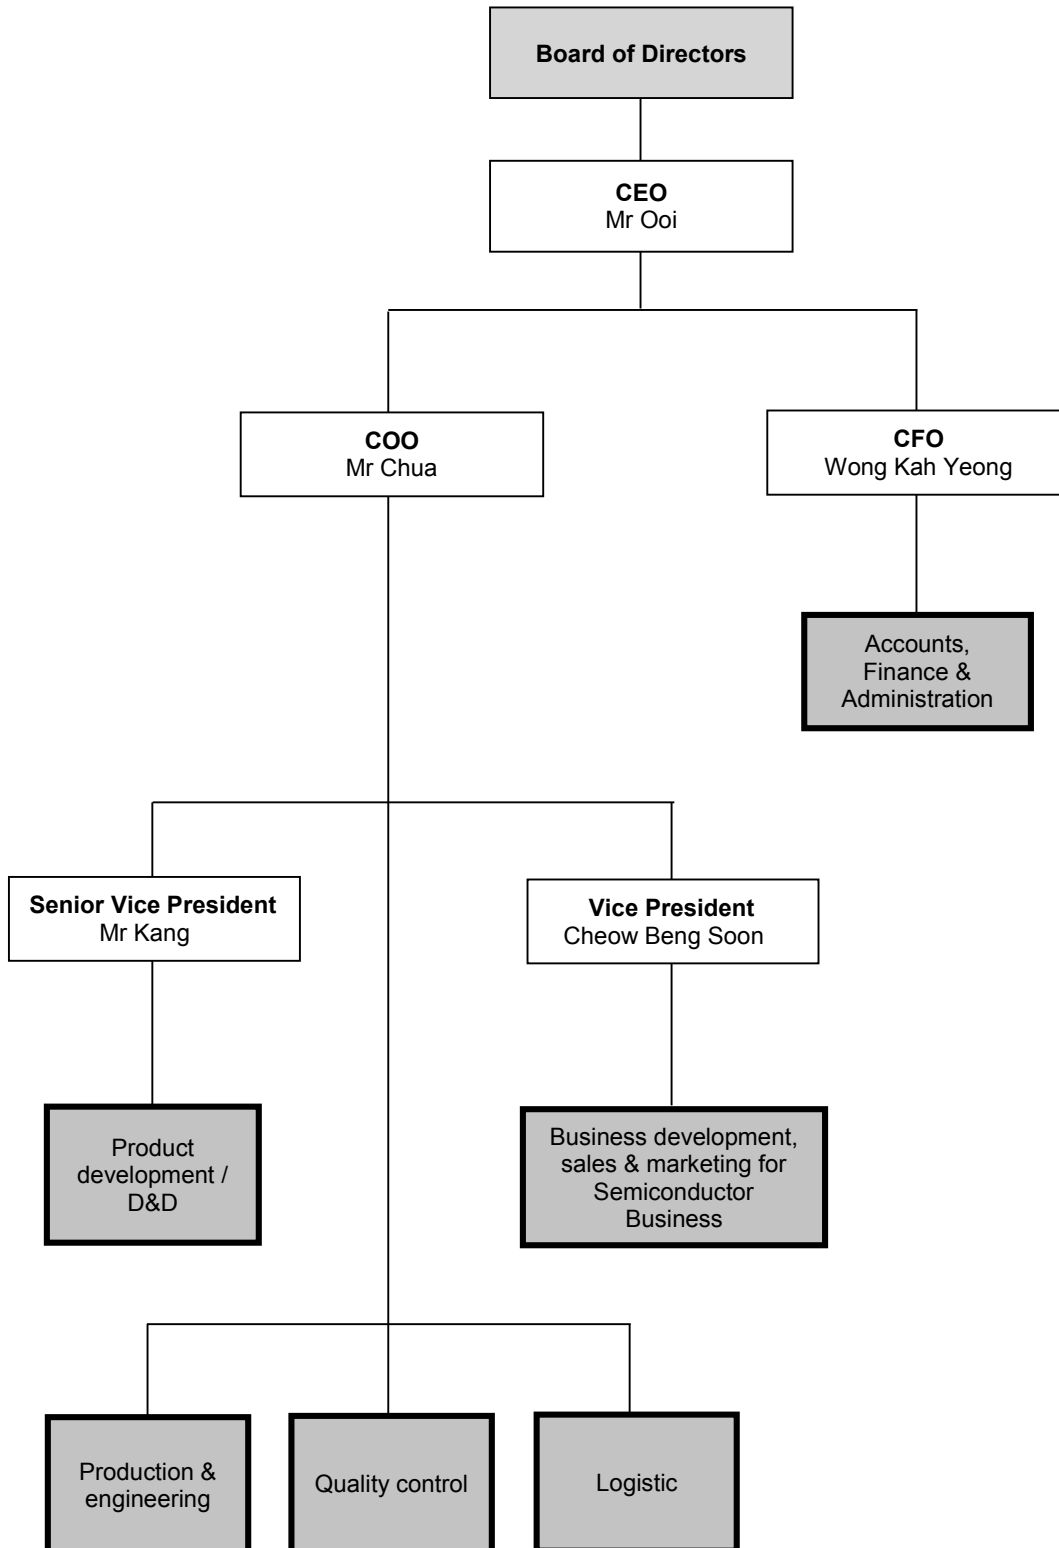 Board of Directors
CEO
Mr Ooi
COO
Mr Chua
CFO
Wong Kah Yeong
Accounts,
Finance &
Administration
Senior Vice President
Mr Kang
Vice President
Cheow Beng Soon
Product
development /
D&D
Business development,
sales & marketing for
Semiconductor
Business
Production &
engineering
Quality control
Logistic